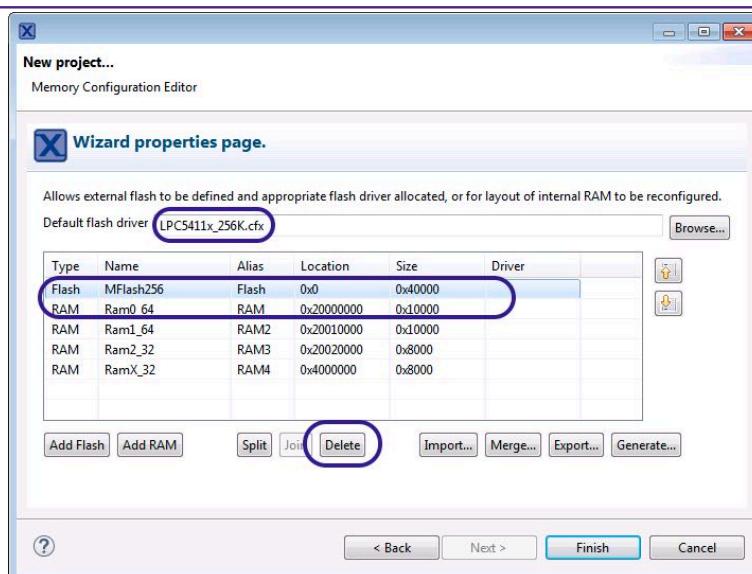 New project...
Memory Configuration Editor
Wizard properties page.
Allows external flash to be defined and appropriate flash driver allocated, or for layout of internal RAM to be reconfigured.
Default flash driver LPC5411x_256K.cfx Browse...
Type Name Alias Location Size Driver
Flash MFlash256 Flash 0x0 0x40000
RAM Ram0_64 RAM 0x20000000 0x10000
RAM Ram1_64 RAM2 0x20010000 0x10000
RAM Ram2_32 RAM3 0x20020000 0x8000
RAM RamX_32 RAM4 0x4000000 0x8000
Add Flash Add RAM Split Join Delete Import... Merge... Export... Generate...
? < Back Next > Finish Cancel